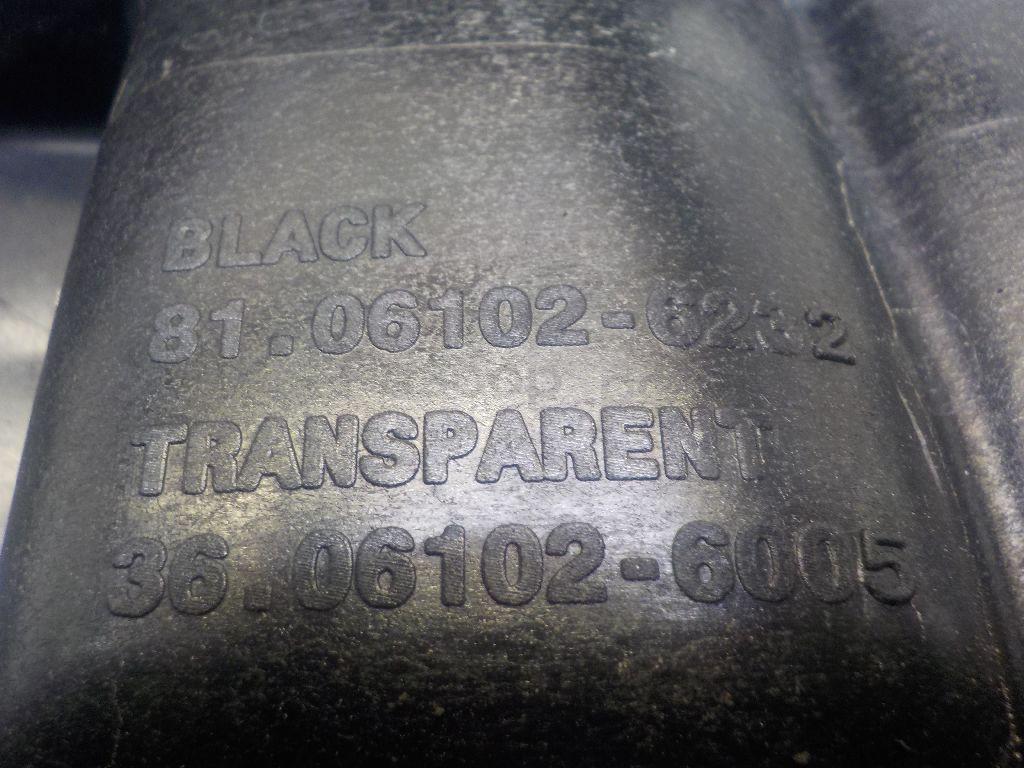 BLACK
81.06102-6232
TRANSPARENT
36.06102-6005